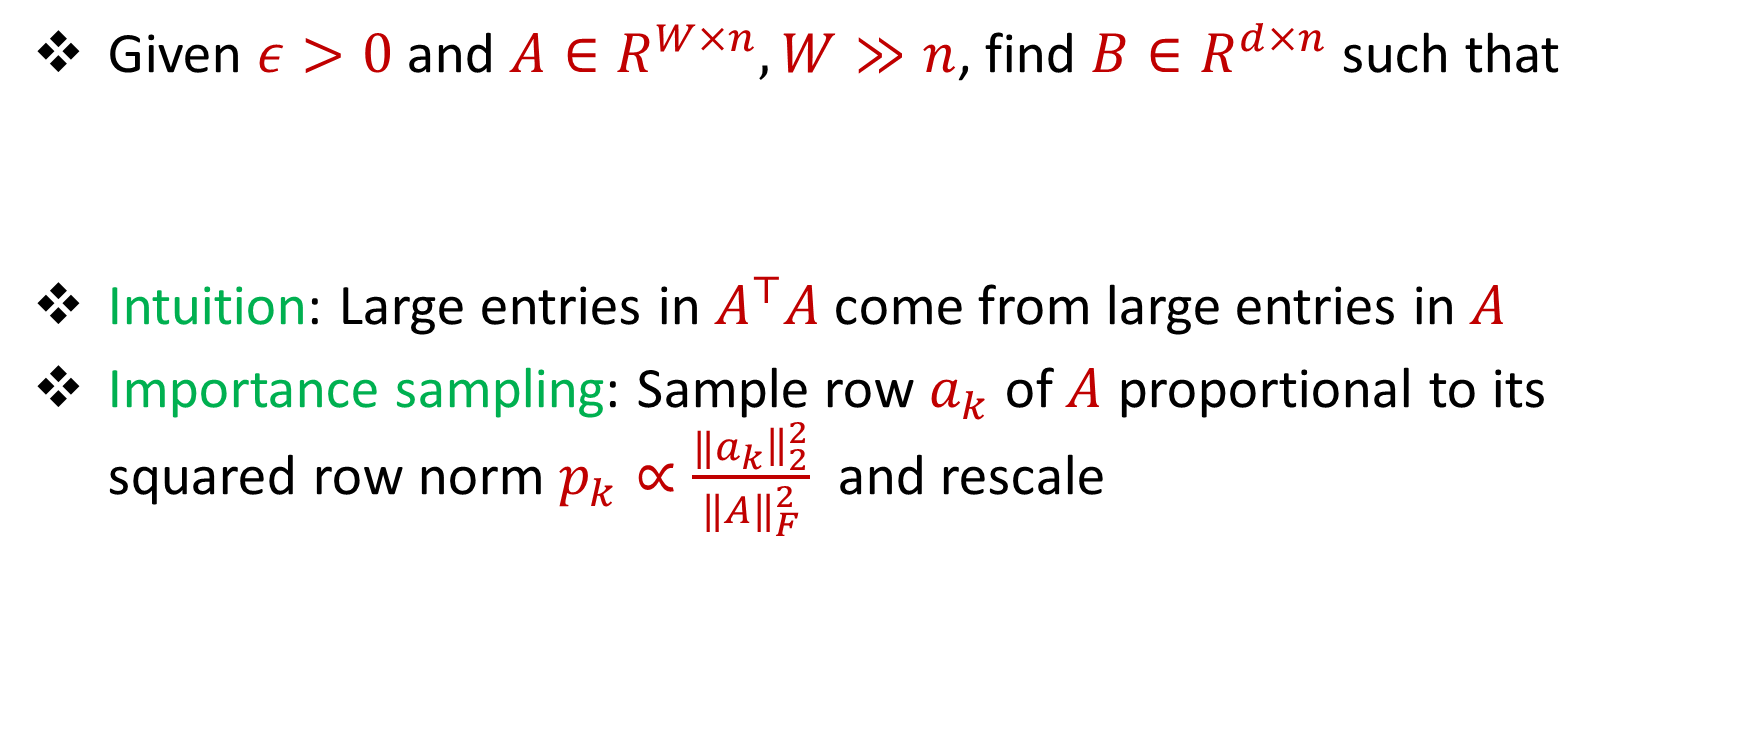 ❖ Given ϵ > 0 and A ∈ R^{W×n}, W ≫ n, find B ∈ R^{d×n} such that
❖ Intuition: Large entries in A^⊤A come from large entries in A
❖ Importance sampling: Sample row a_k of A proportional to its
squared row norm p_k ∝ \frac{‖a_k‖_2^2}{‖A‖_F^2} and rescale